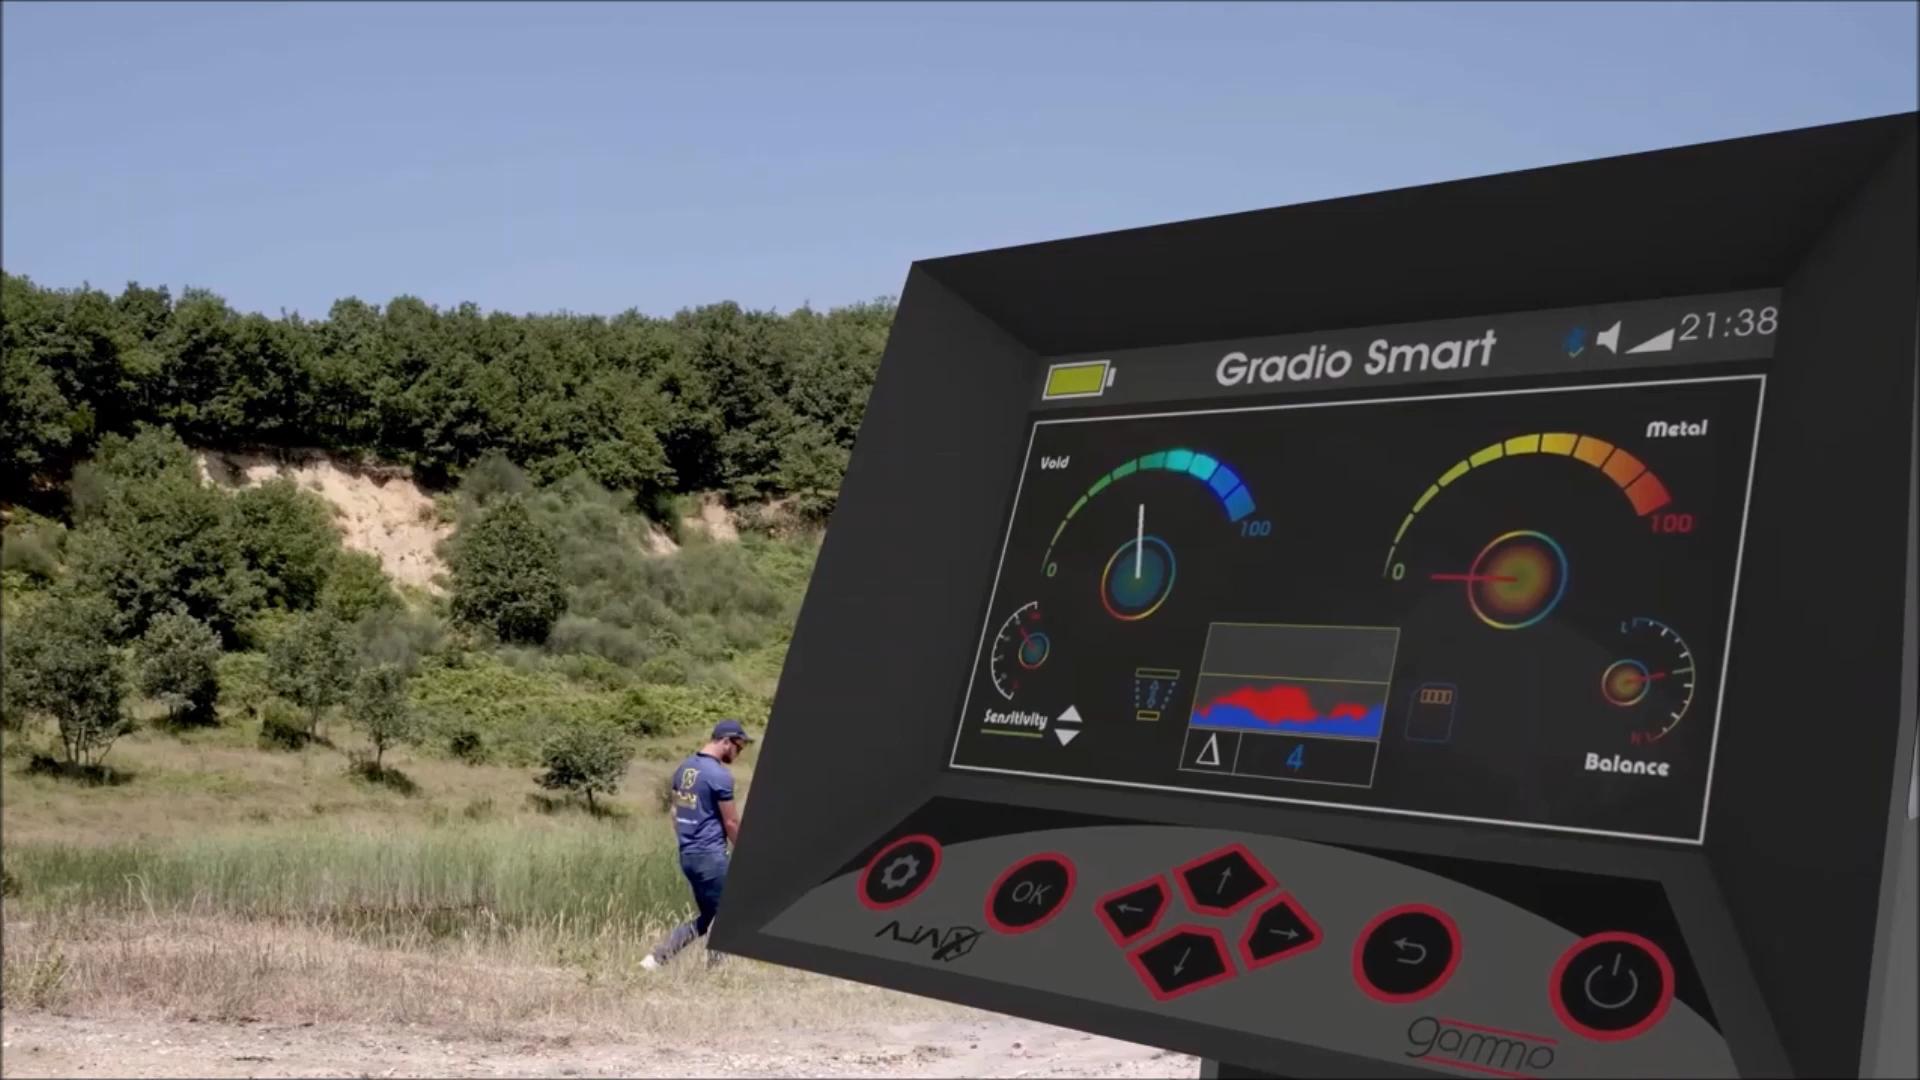 Gradio Smart
21:38
Void
0
100
Metal
0
100
Sensitivity
Δ
4
Balance
OK
AJAX
gamma